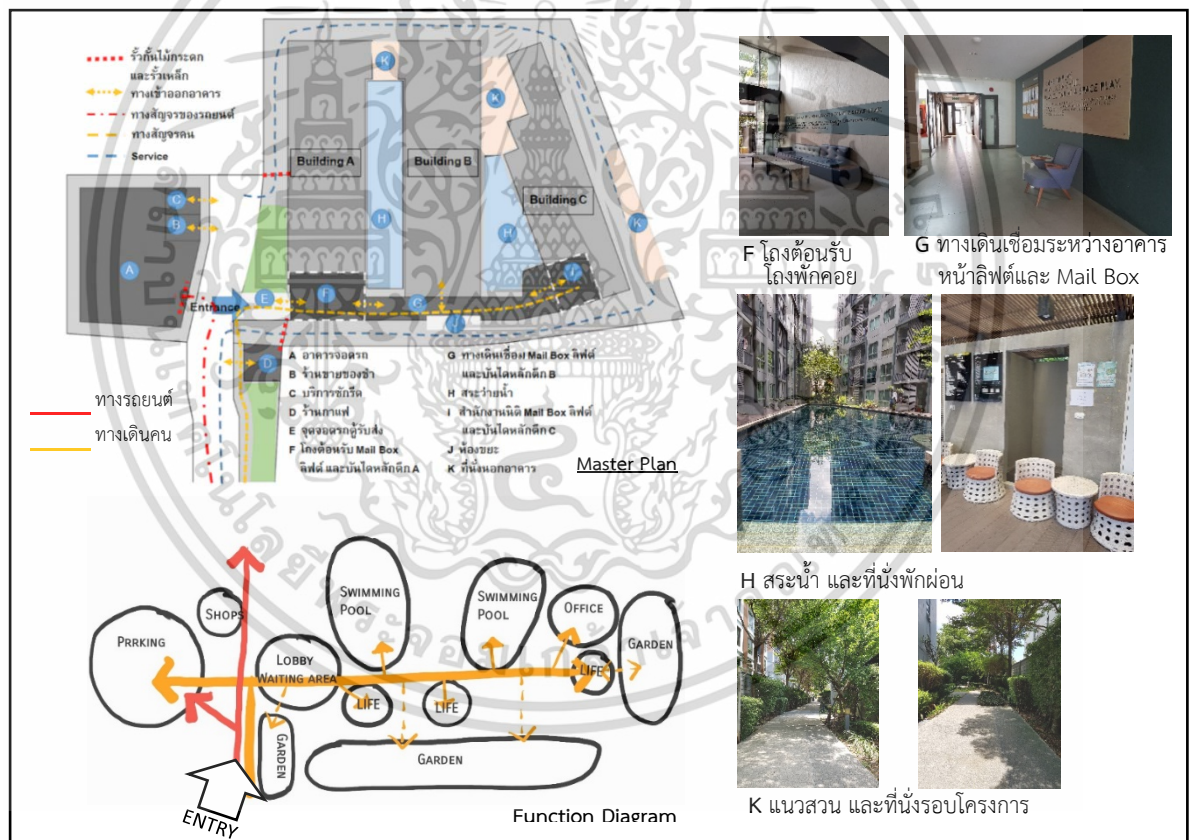 รั้วกั้นไม้กระดก
และรั้วเหล็ก
ทางเข้าออกอาคาร
ทางสัญจรของรถยนต์
ทางสัญจรคน
Service
Building A
Building B
Building C
K
K
K
C
B
A
H
H
E
F
G
I
J
D
Entrance
A อาคารจอดรถ
B ร้านขายของชำ
C บริการซักรีด
D ร้านกาแฟ
E จุดจอดรถตู้รับส่ง
F โถงต้อนรับ Mail Box
ลิฟต์ และบันไดหลักตึก A
G ทางเดินเชื่อง Mail Box ลิฟต์
และบันไดหลักตึก B
H สระว่ายน้ำ
I สำนักงานนิติ Mail Box ลิฟต์
และบันไดหลักตึก C
J ห้องขยะ
K ที่นั่งนอกอาคาร
Master Plan
ทางรถยนต์
ทางเดินคน
F โถงต้อนรับ
โถงพักคอย
G ทางเดินเชื่อมระหว่างอาคาร
หน้าลิฟต์และ Mail Box
H สระน้ำ และที่นั่งพักผ่อน
K แนวสวน และที่นั่งรอบโครงการ
PRRKING
SHOPS
LOBBY
WAITING AREA
SWIMMING
POOL
SWIMMING
POOL
OFFICE
GARDEN
LIFE
LIFE
LIFE
GARDEN
GARDEN
ENTRY
Function Diagram